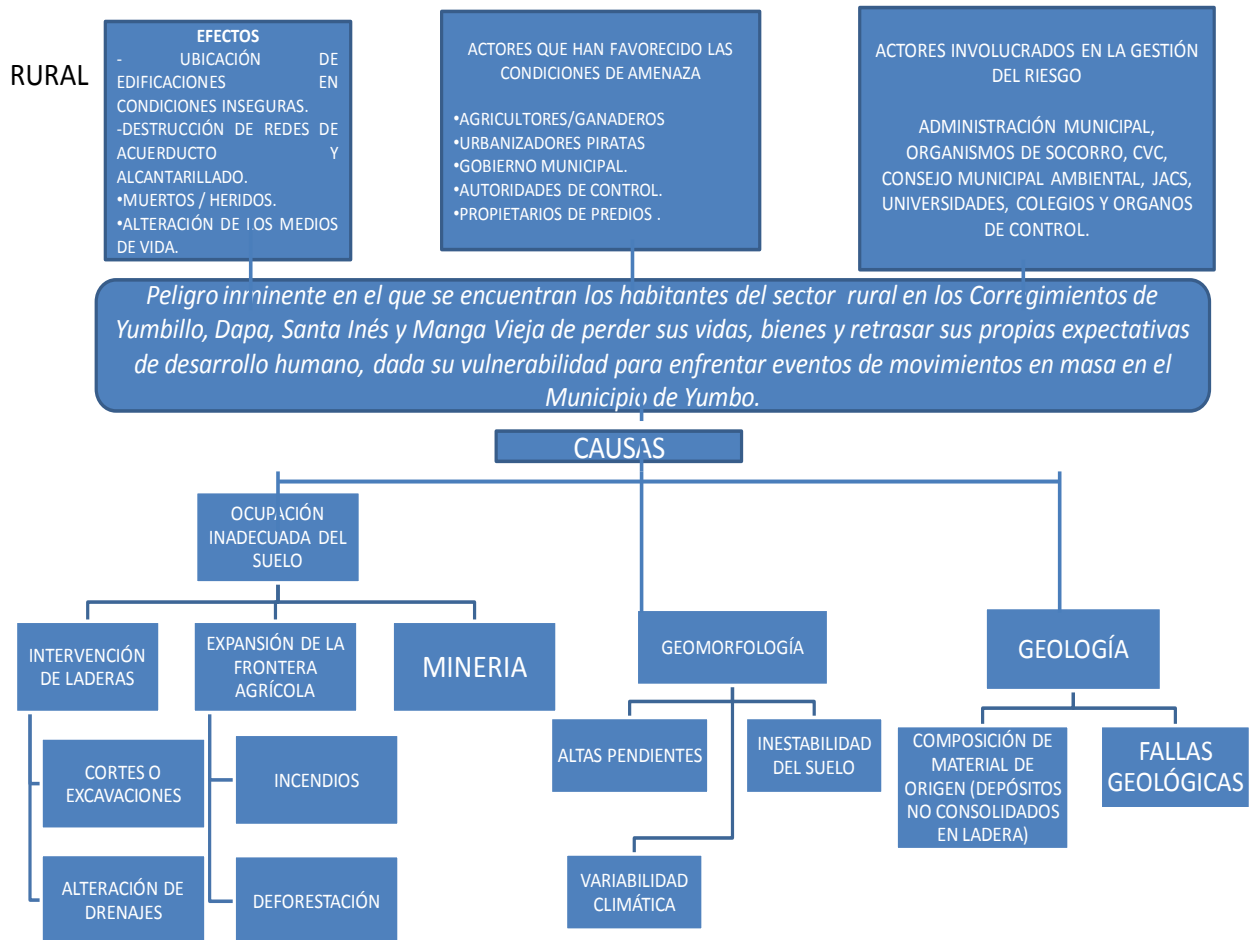 RURAL
EFECTOS
- UBICACIÓN DE
EDIFICACIONES EN
CONDICIONES INSEGURAS.
-DESTRUCCIÓN DE REDES DE
ACUERDUCTO Y
ALCANTARILLADO.
•MUERTOS / HERIDOS.
•ALTERACIÓN DE LOS MEDIOS
DE VIDA.
ACTORES QUE HAN FAVORECIDO LAS
CONDICIONES DE AMENAZA
•AGRICULTORES/GANADEROS
•URBANIZADORES PIRATAS
•GOBIERNO MUNICIPAL.
•AUTORIDADES DE CONTROL.
•PROPIETARIOS DE PREDIOS .
ACTORES INVOLUCRADOS EN LA GESTIÓN
DEL RIESGO
ADMINISTRACIÓN MUNICIPAL,
ORGANISMOS DE SOCORRO, CVC,
CONSEJO MUNICIPAL AMBIENTAL, JACS,
UNIVERSIDADES, COLEGIOS Y ORGANOS
DE CONTROL.
Peligro inminente en el que se encuentran los habitantes del sector rural en los Corregimientos de
Yumbillo, Dapa, Santa Inés y Manga Vieja de perder sus vidas, bienes y retrasar sus propias expectativas
de desarrollo humano, dada su vulnerabilidad para enfrentar eventos de movimientos en masa en el
Municipio de Yumbo.
CAUSAS
OCUPACIÓN
INADECUADA DEL
SUELO
INTERVENCIÓN
DE LADERAS
EXPANSIÓN DE LA
FRONTERA
AGRÍCOLA
MINERIA
GEOMORFOLOGÍA
GEOLOGÍA
CORTES O
EXCAVACIONES
INCENDIOS
ALTAS PENDIENTES
INESTABILIDAD
DEL SUELO
COMPOSICIÓN DE
MATERIAL DE
ORIGEN (DEPÓSITOS
NO CONSOLIDADOS
EN LADERA)
FALLAS
GEOLÓGICAS
ALTERACIÓN DE
DRENAJES
DEFORESTACIÓN
VARIABILIDAD
CLIMÁTICA